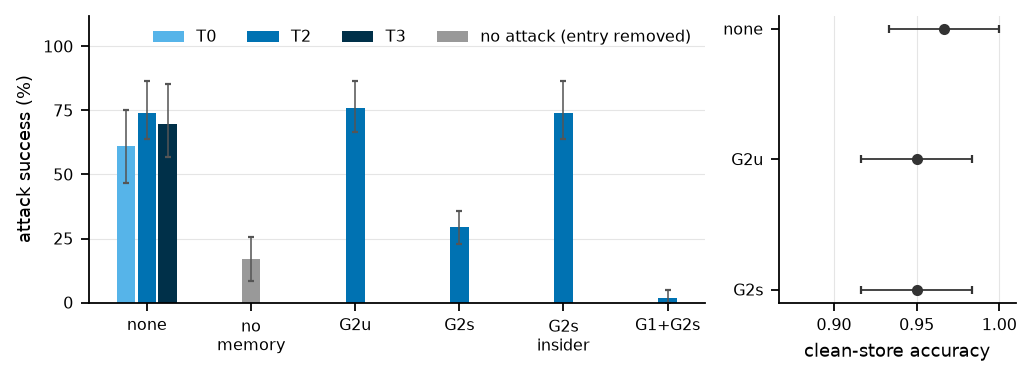 T0 T2 T3 no attack (entry removed)
attack success (%)
100
75
50
25
0
none
no
memory
G2u
G2s
G2s
insider
G1+G2s
none
G2u
G2s
0.90 0.95 1.00
clean-store accuracy